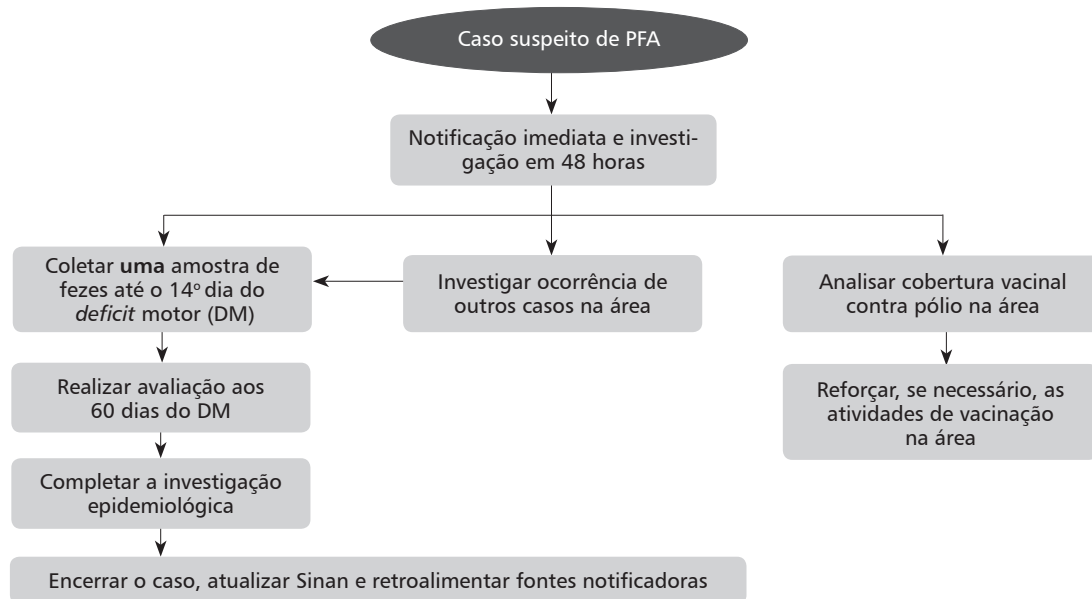 Caso suspeito de PFA
Notificação imediata e investi-
gação em 48 horas
Coletar uma amostra de
fezes até o 14º dia do
deficit motor (DM)
Investigar ocorrência de
outros casos na área
Analisar cobertura vacinal
contra pólio na área
Realizar avaliação aos
60 dias do DM
Reforçar, se necessário, as
atividades de vacinação
na área
Completar a investigação
epidemiológica
Encerrar o caso, atualizar Sinan e retroalimentar fontes notificadoras